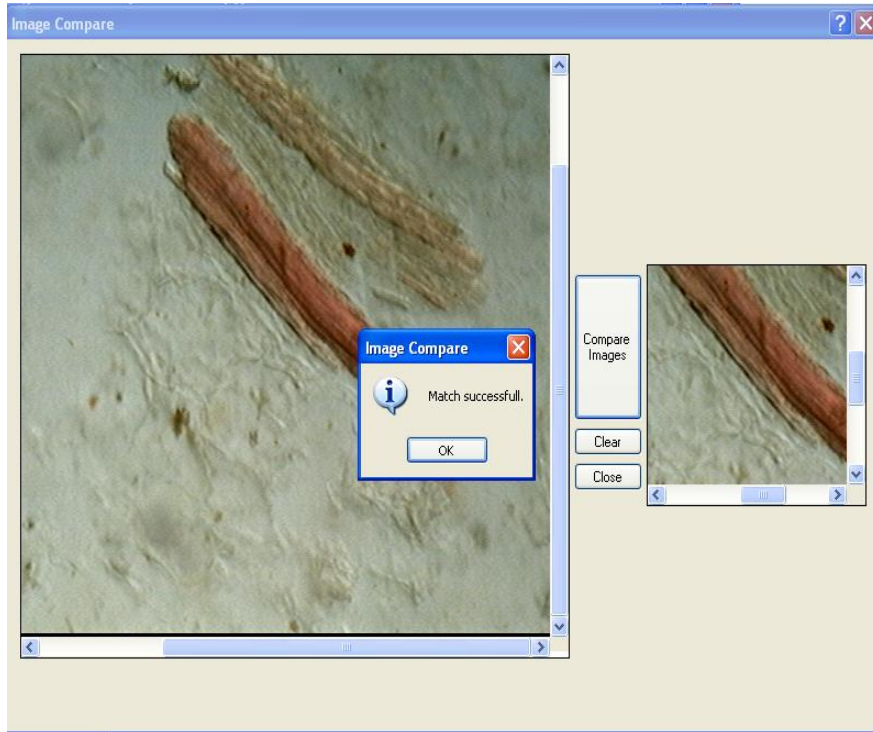 Image Compare
Image Compare
Match successfull.
OK
Compare
Images
Clear
Close